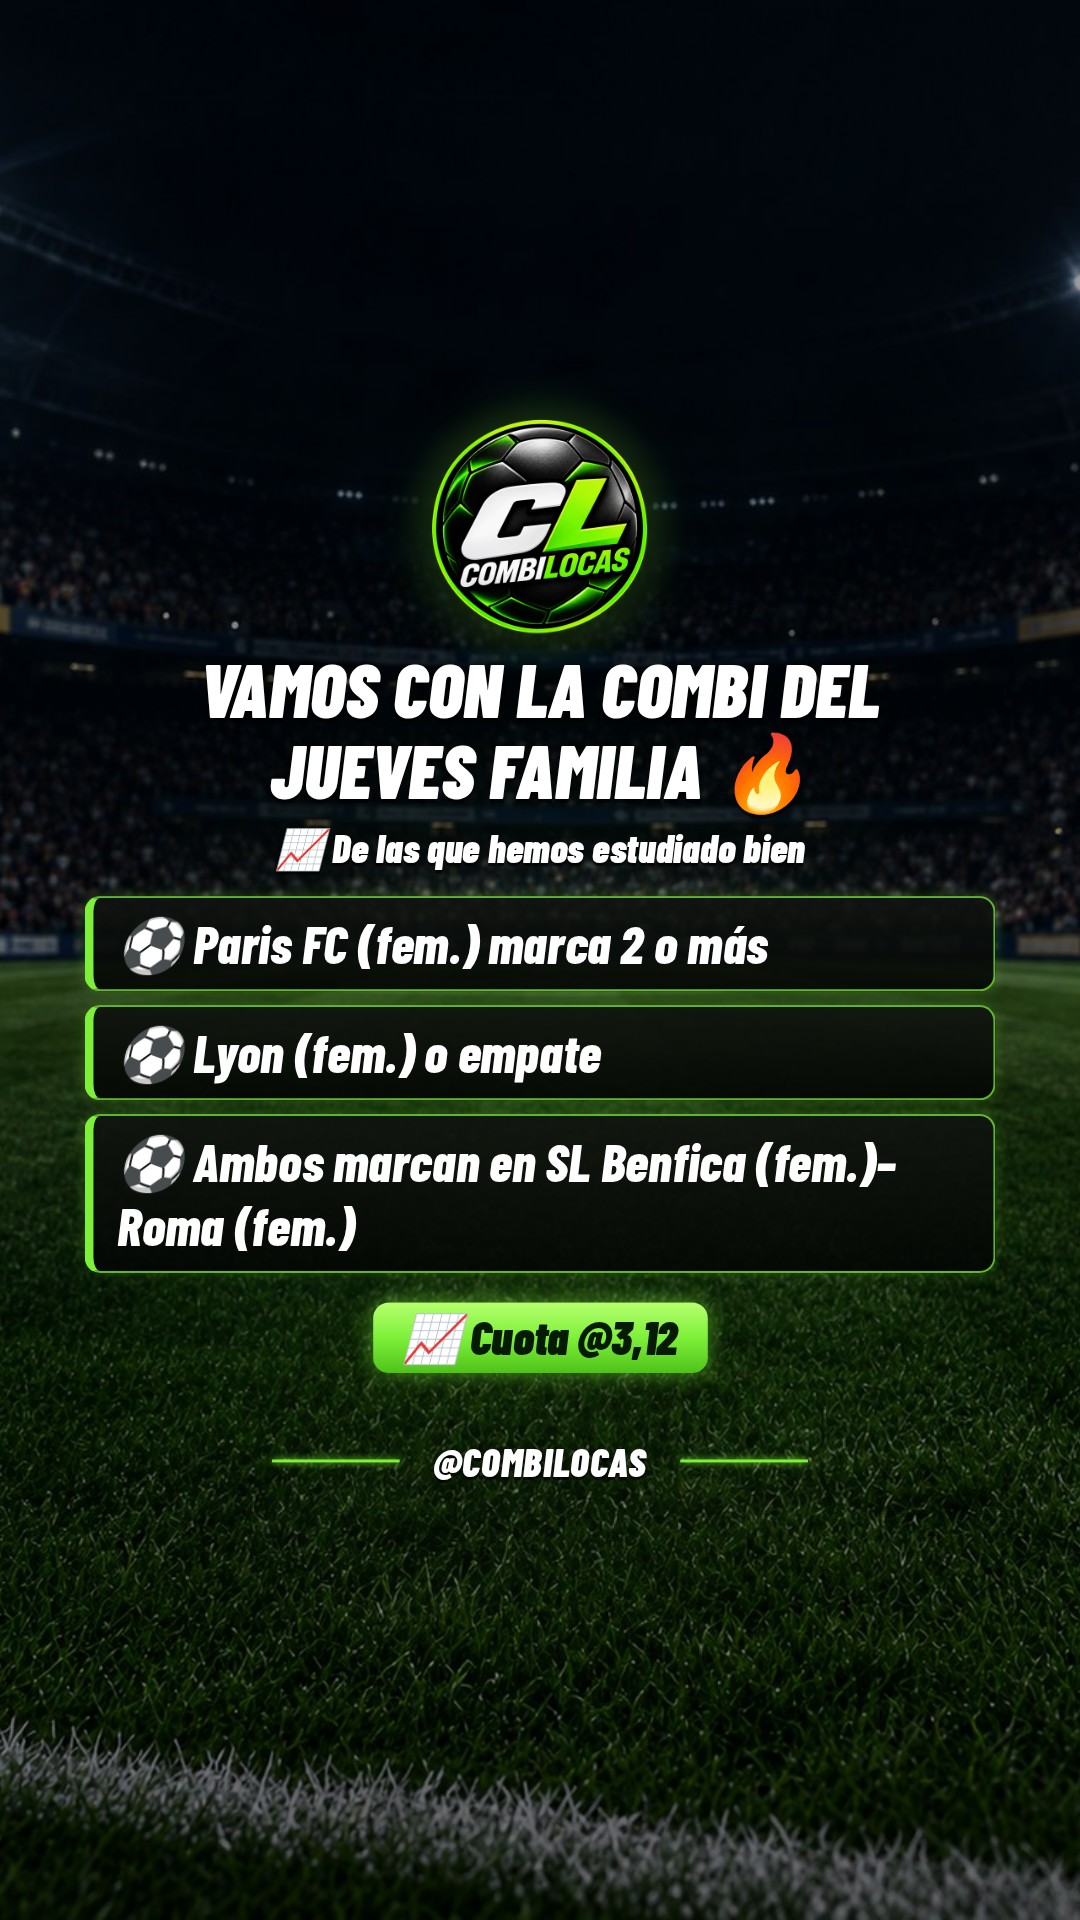 CL
COMBILOCAS
VAMOS CON LA COMBI DEL
JUEVES FAMILIA 🔥
📈 De las que hemos estudiado bien
⚽ Paris FC (fem.) marca 2 o más
⚽ Lyon (fem.) o empate
⚽ Ambos marcan en SL Benfica (fem.)–
Roma (fem.)
📈 Cuota @3,12
@COMBILOCAS